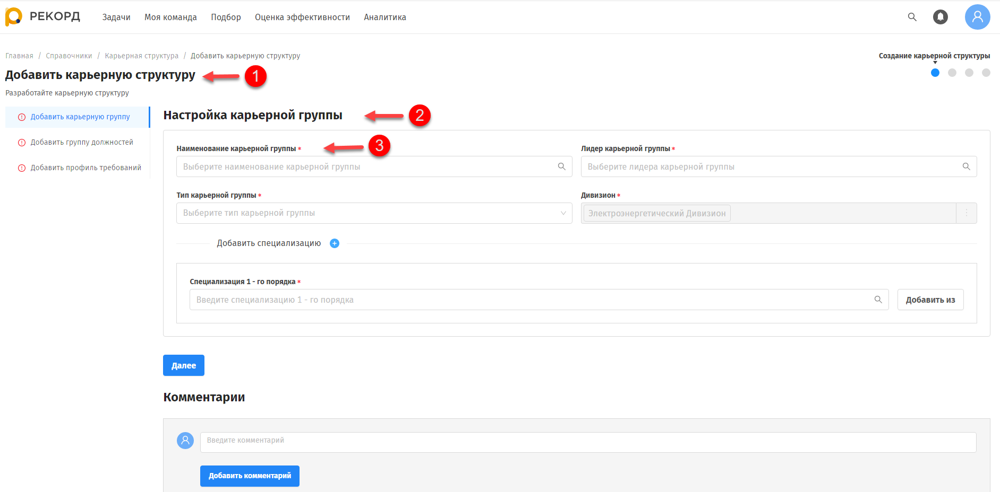 РЕКОРД
Задачи Моя команда Подбор Оценка эффективности Аналитика
Главная / Справочники / Карьерная структура / Добавить карьерную структуру
Создание карьерной структуры
Добавить карьерную структуру
1
Разработайте карьерную структуру
Добавить карьерную группу
Добавить группу должностей
Добавить профиль требований
Настройка карьерной группы
2
Наименование карьерной группы *
3
Лидер карьерной группы *
Выберите наименование карьерной группы
Выберите лидера карьерной группы
Тип карьерной группы *
Дивизион *
Выберите тип карьерной группы
Электроэнергетический Дивизион
Добавить специализацию
Специализация 1 - го порядка *
Введите специализацию 1 - го порядка
Добавить из
Далее
Комментарии
Введите комментарий
Добавить комментарий